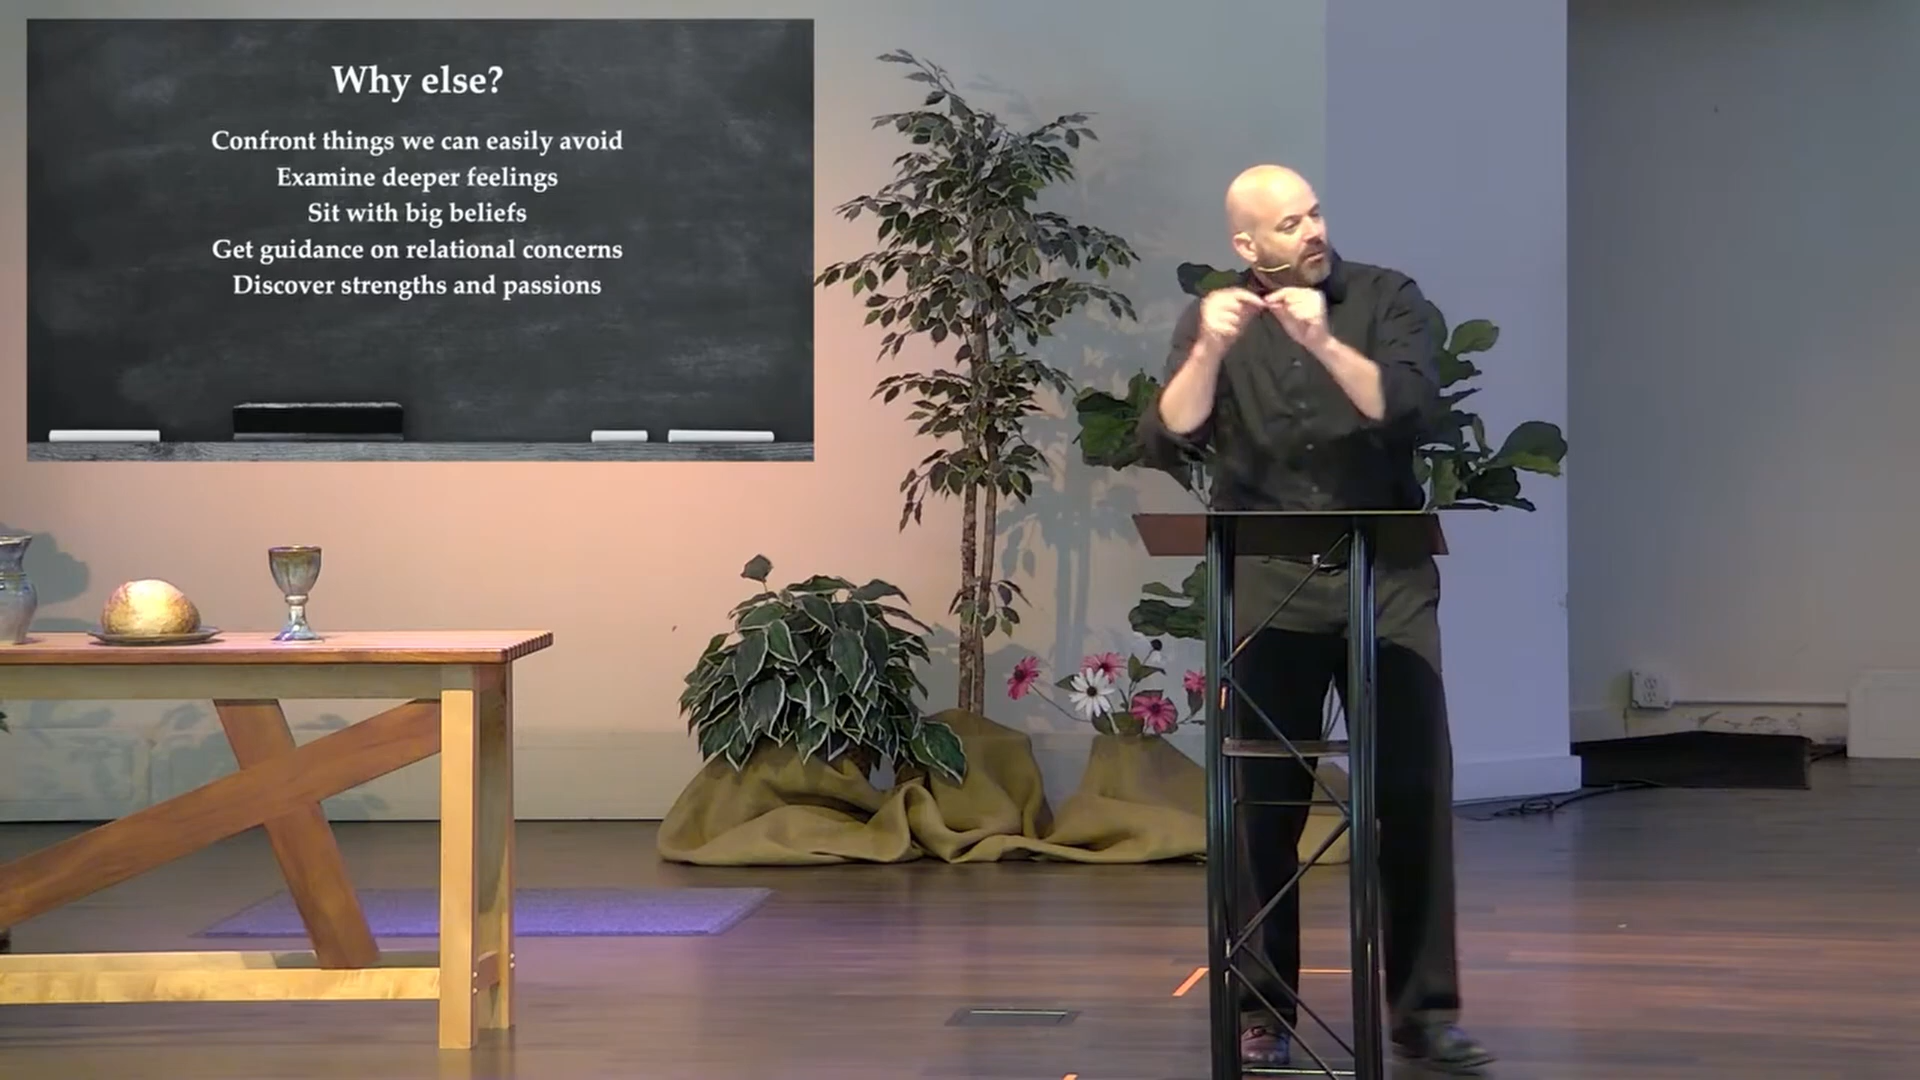 Why else?
Confront things we can easily avoid
Examine deeper feelings
Sit with big beliefs
Get guidance on relational concerns
Discover strengths and passions